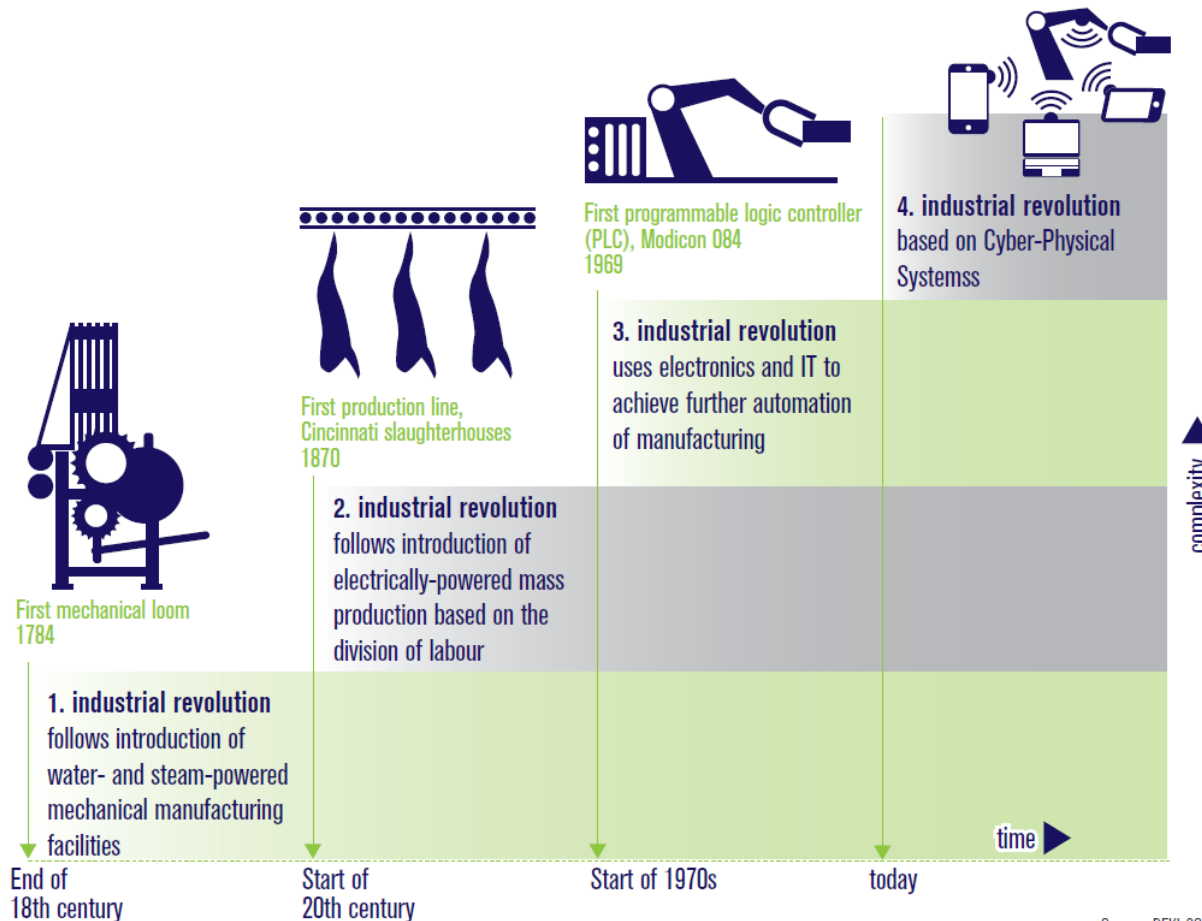 First mechanical loom
1784
First production line,
Cincinnati slaughterhouses
1870
First programmable logic controller
(PLC), Modicon 084
1969
4. industrial revolution
based on Cyber-Physical
Systemss
3. industrial revolution
uses electronics and IT to
achieve further automation
of manufacturing
2. industrial revolution
follows introduction of
electrically-powered mass
production based on the
division of labour
1. industrial revolution
follows introduction of
water- and steam-powered
mechanical manufacturing
facilities
complexity
time
End of
18th century
Start of
20th century
Start of 1970s
today